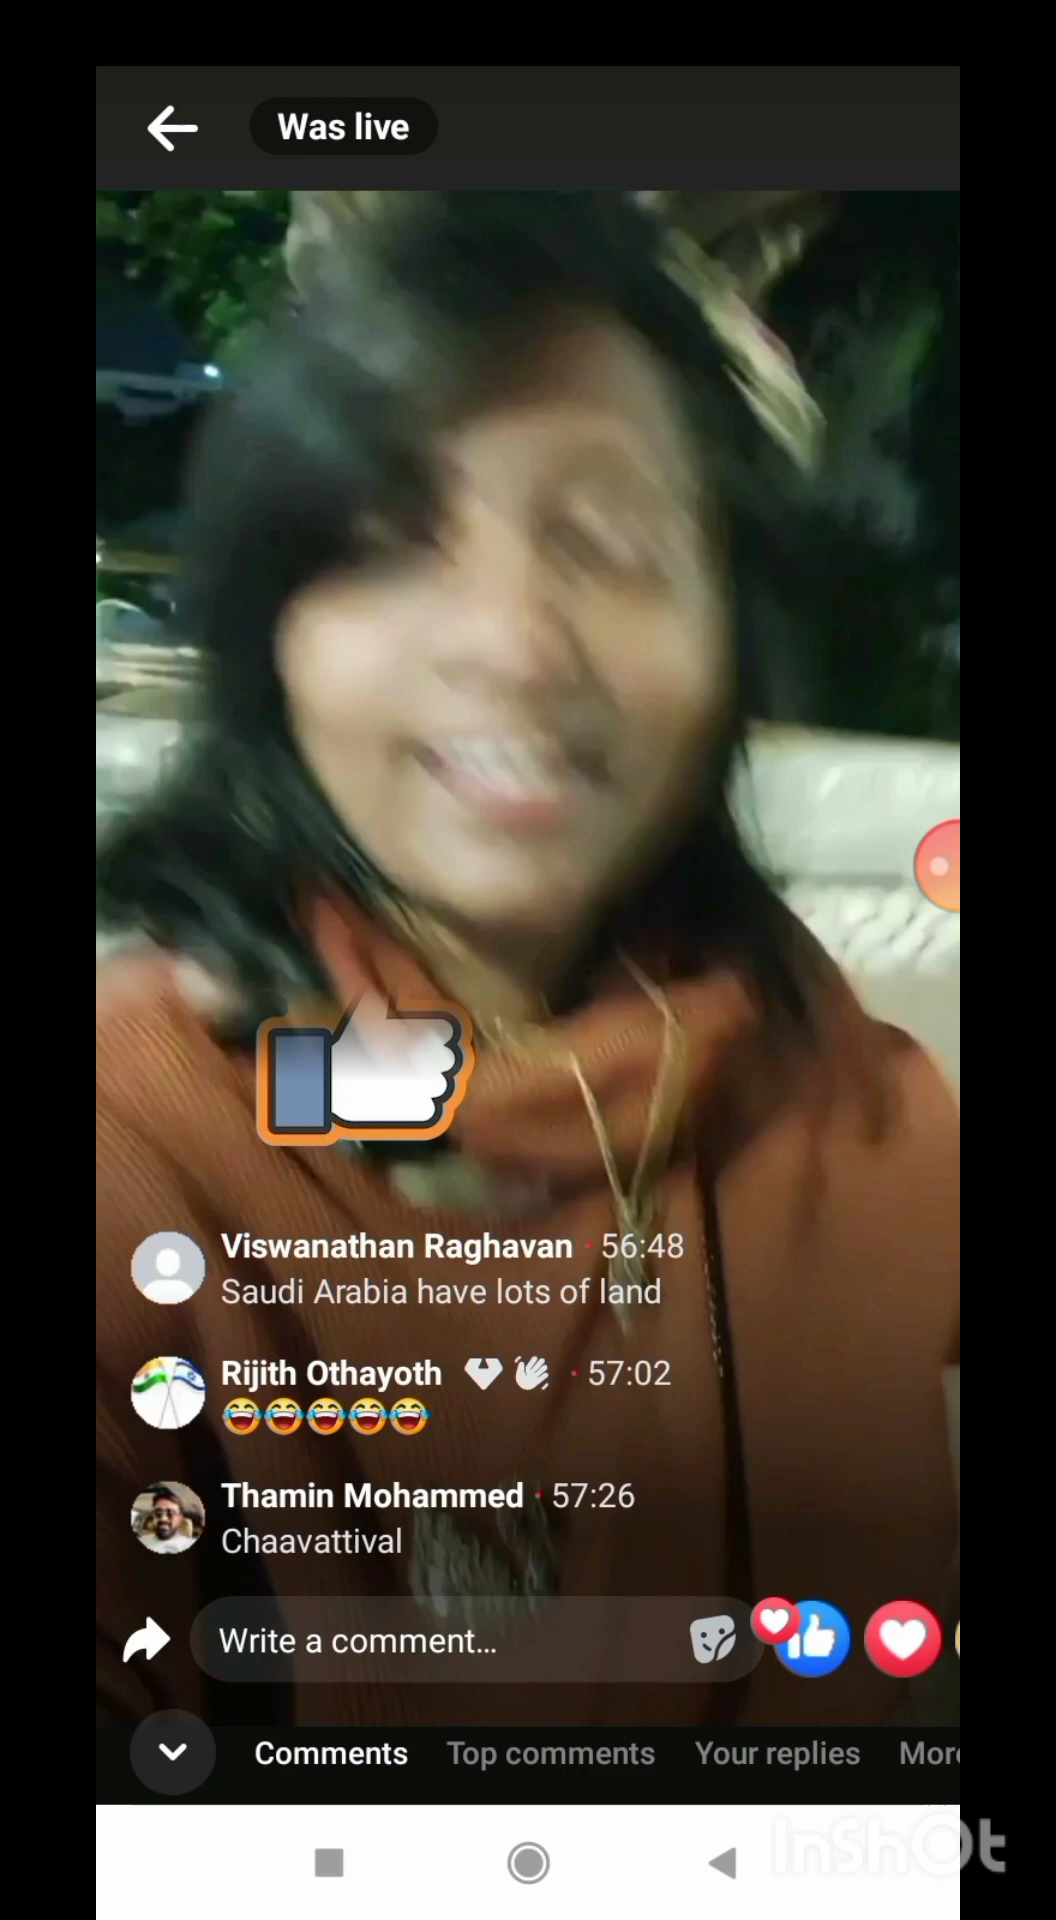 Was live
Viswanathan Raghavan · 56:48
Saudi Arabia have lots of land
Rijith Othayoth · 57:02
😂😂😂😂😂
Thamin Mohammed · 57:26
Chaavattival
Write a comment...
Comments Top comments Your replies More
InShOt